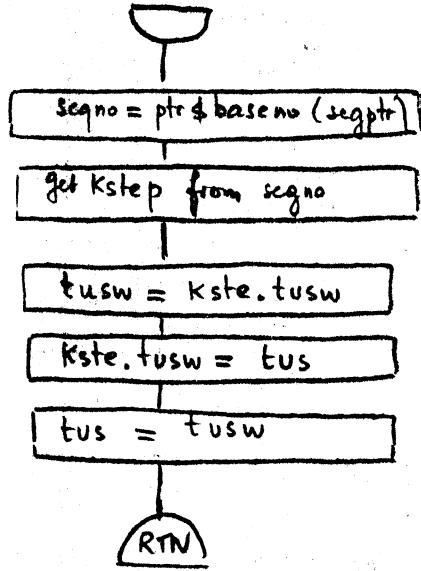 segno = ptr$baseno (segptr)
get kstep from segno
tusw = kste.tusw
kste.tusw = tus
tus = tusw
RTN